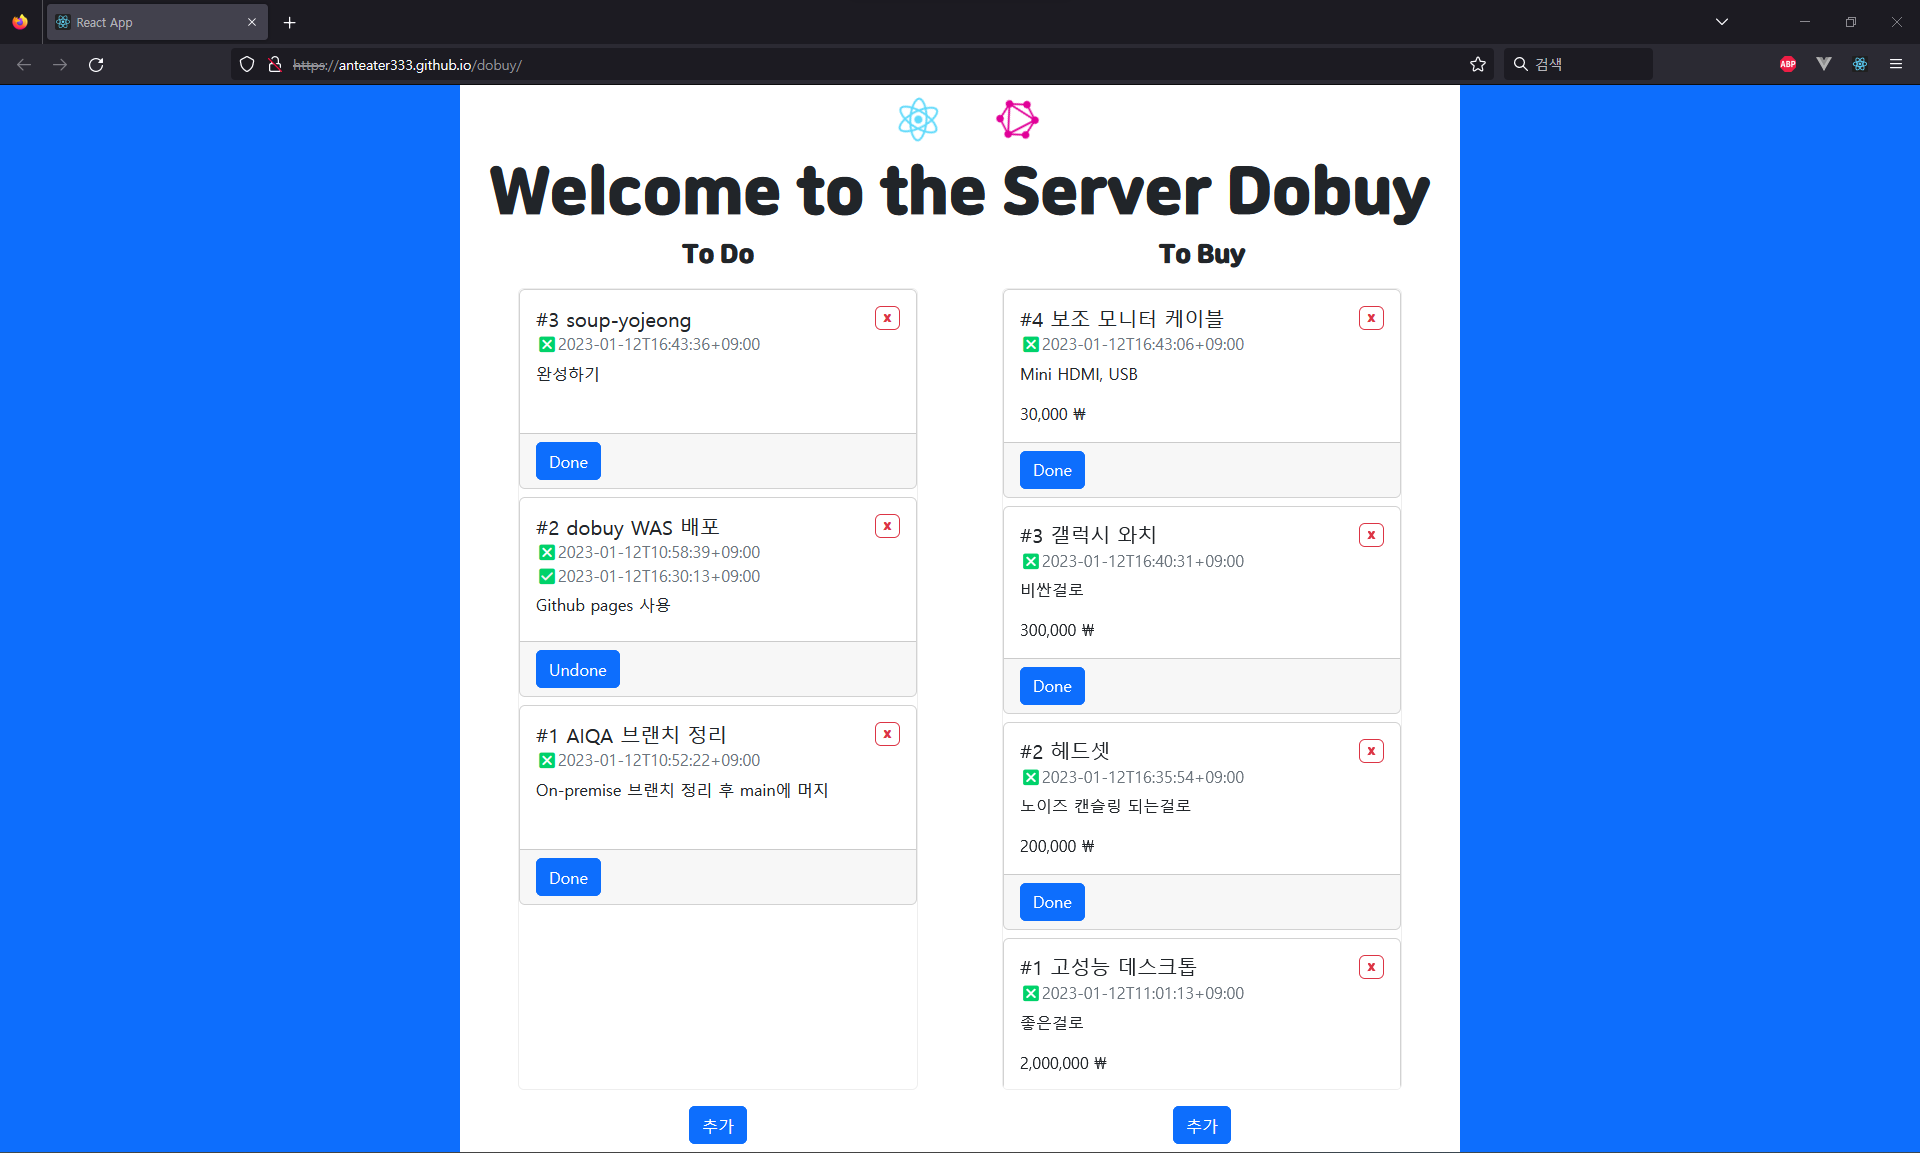 React App
https://anteater333.github.io/dobuy/
검색
ABP
Welcome to the Server Dobuy
To Do
#3 soup-yojeong
x
2023-01-12T16:43:36+09:00
완성하기
Done
#2 dobuy WAS 배포
x
2023-01-12T10:58:39+09:00
2023-01-12T16:30:13+09:00
Github pages 사용
Undone
#1 AIQA 브랜치 정리
x
2023-01-12T10:52:22+09:00
On-premise 브랜치 정리 후 main에 머지
Done
추가
To Buy
#4 보조 모니터 케이블
x
2023-01-12T16:43:06+09:00
Mini HDMI, USB
30,000 ₩
Done
#3 갤럭시 와치
x
2023-01-12T16:40:31+09:00
비싼걸로
300,000 ₩
Done
#2 헤드셋
x
2023-01-12T16:35:54+09:00
노이즈 캔슬링 되는걸로
200,000 ₩
Done
#1 고성능 데스크톱
x
2023-01-12T11:01:13+09:00
좋은걸로
2,000,000 ₩
추가